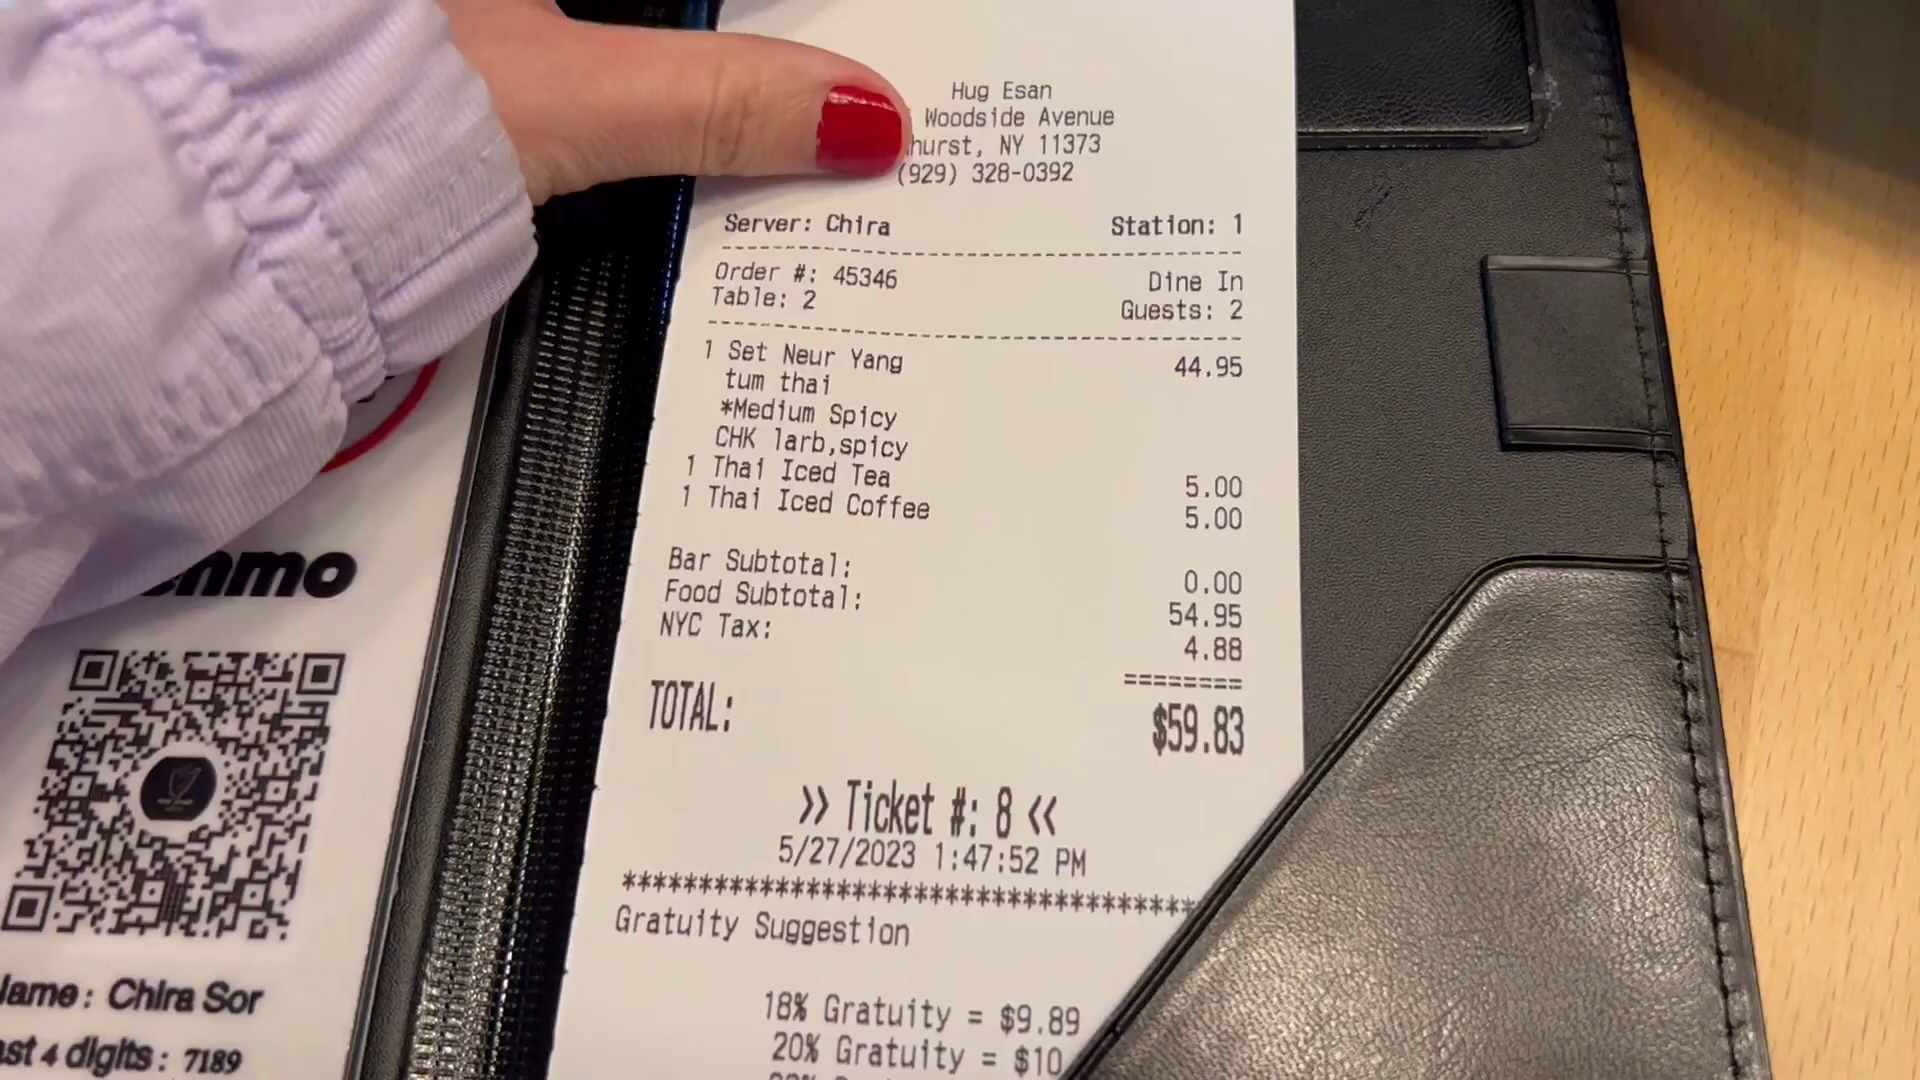 Hug Esan
Woodside Avenue
hurst, NY 11373
(929) 328-0392
Server: Chira Station: 1
Order #: 45346 Dine In
Table: 2 Guests: 2
1 Set Neur Yang 44.95
tum thai
*Medium Spicy
CHK larb,spicy
1 Thai Iced Tea 5.00
1 Thai Iced Coffee 5.00
Bar Subtotal: 0.00
Food Subtotal: 54.95
NYC Tax: 4.88
========
TOTAL: $59.83
>> Ticket #: 8 <<
5/27/2023 1:47:52 PM
****************************************
Gratuity Suggestion
18% Gratuity = $9.89
20% Gratuity = $10
nmo
ame : Chira Sor
ast 4 digits : 7189